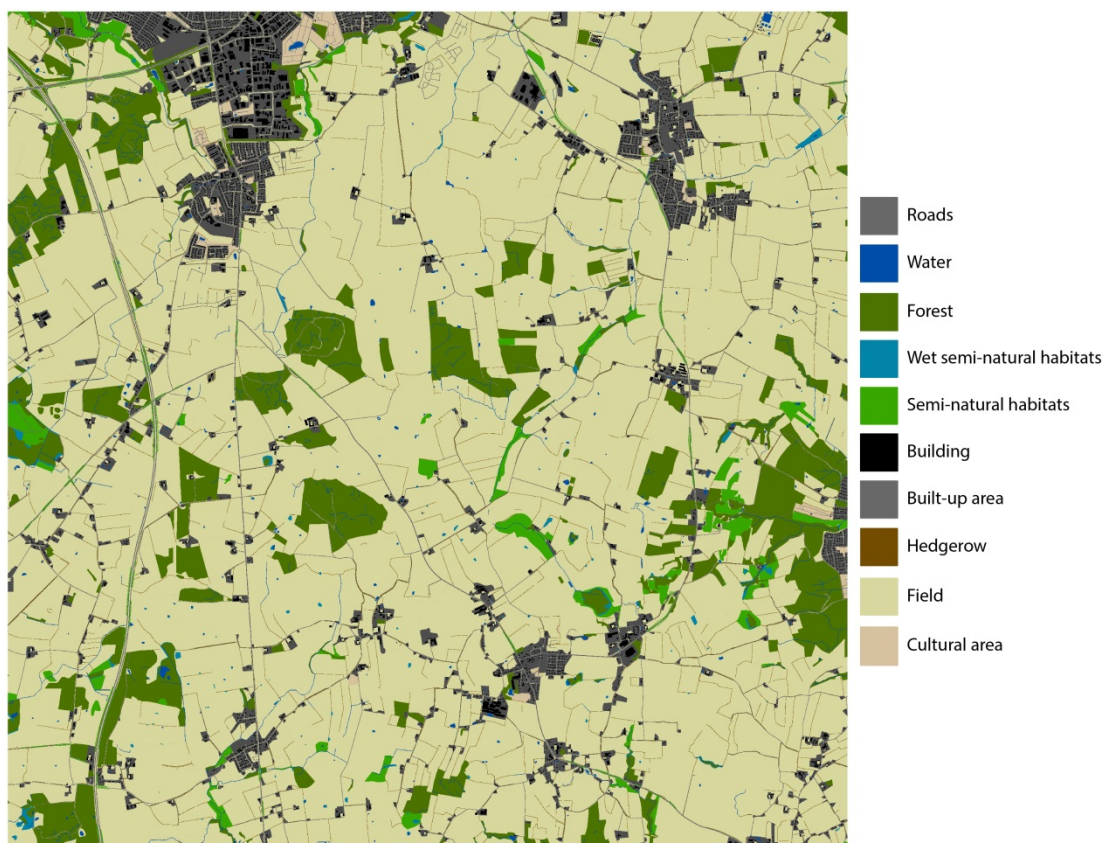 Roads
Water
Forest
Wet semi-natural habitats
Semi-natural habitats
Building
Built-up area
Hedgerow
Field
Cultural area